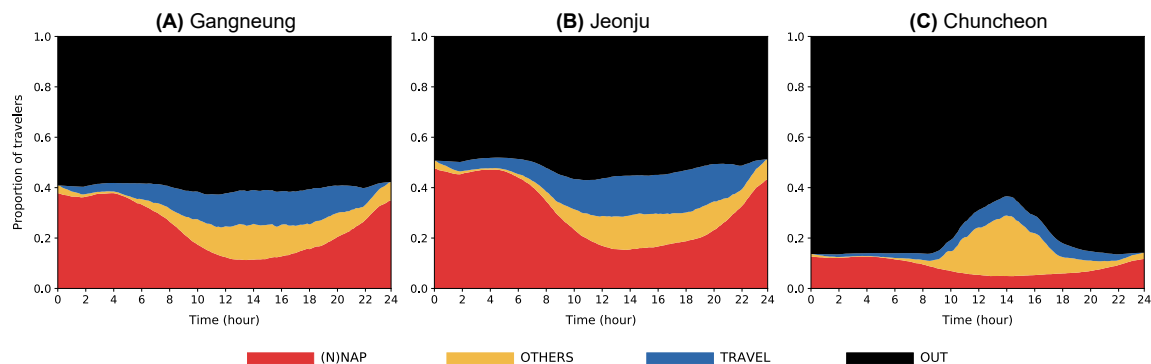 (A) Gangneung
(B) Jeonju
(C) Chuncheon
Proportion of travelers
1.0
0.8
0.6
0.4
0.2
0.0
0 2 4 6 8 10 12 14 16 18 20 22 24
Time (hour)
1.0
0.8
0.6
0.4
0.2
0.0
0 2 4 6 8 10 12 14 16 18 20 22 24
Time (hour)
1.0
0.8
0.6
0.4
0.2
0.0
0 2 4 6 8 10 12 14 16 18 20 22 24
Time (hour)
(N)NAP OTHERS TRAVEL OUT